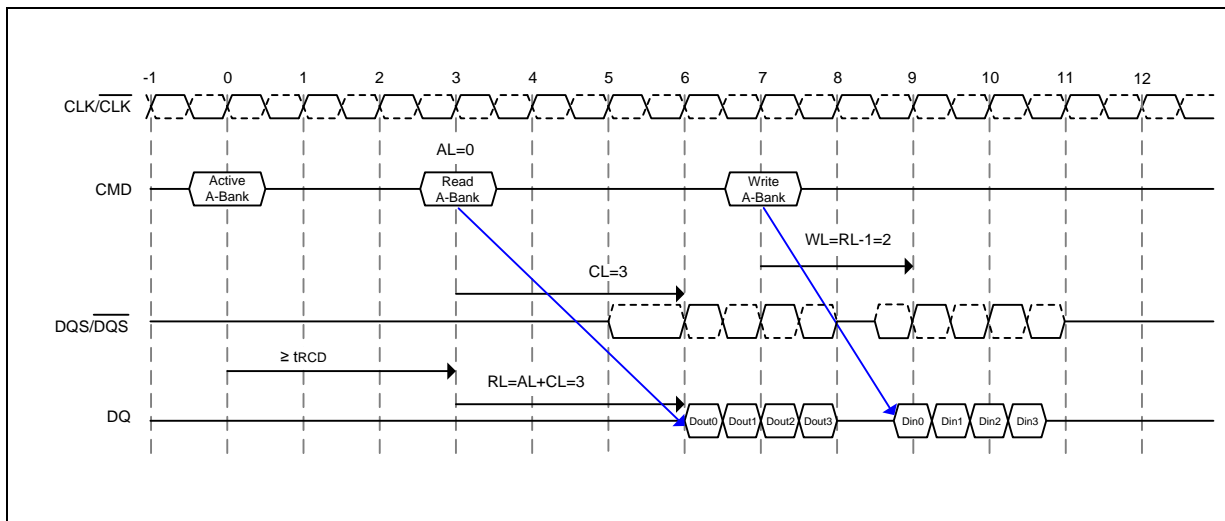 -1 0 1 2 3 4 5 6 7 8 9 10 11 12
CLK/CLK
AL=0
CMD
Active
A-Bank
Read
A-Bank
Write
A-Bank
WL=RL-1=2
CL=3
DQS/DQS
≥ tRCD
RL=AL+CL=3
DQ
Dout0 Dout1 Dout2 Dout3 Din0 Din1 Din2 Din3